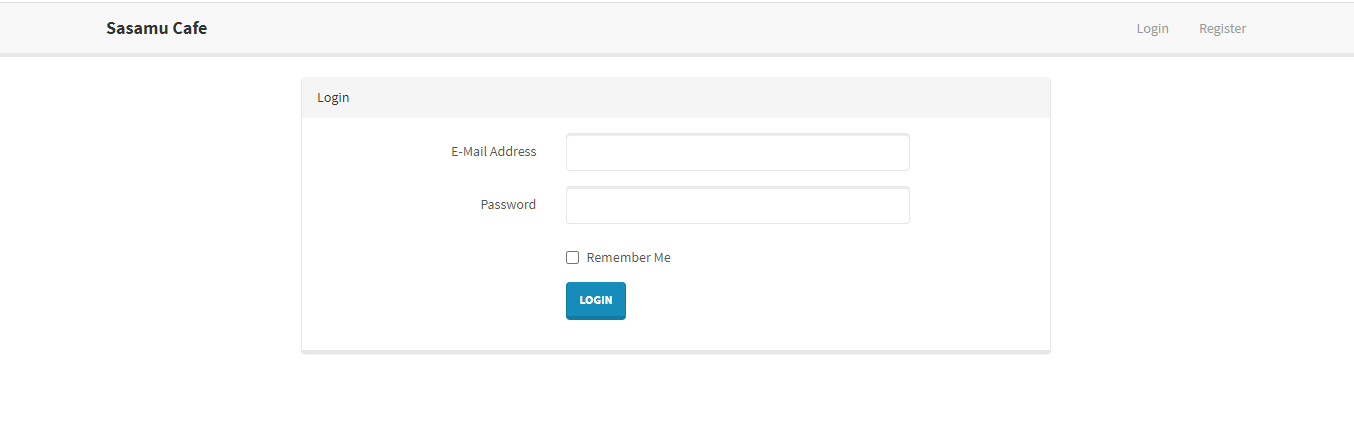 Sasamu Cafe
Login
Register
Login
E-Mail Address
Password
Remember Me
LOGIN